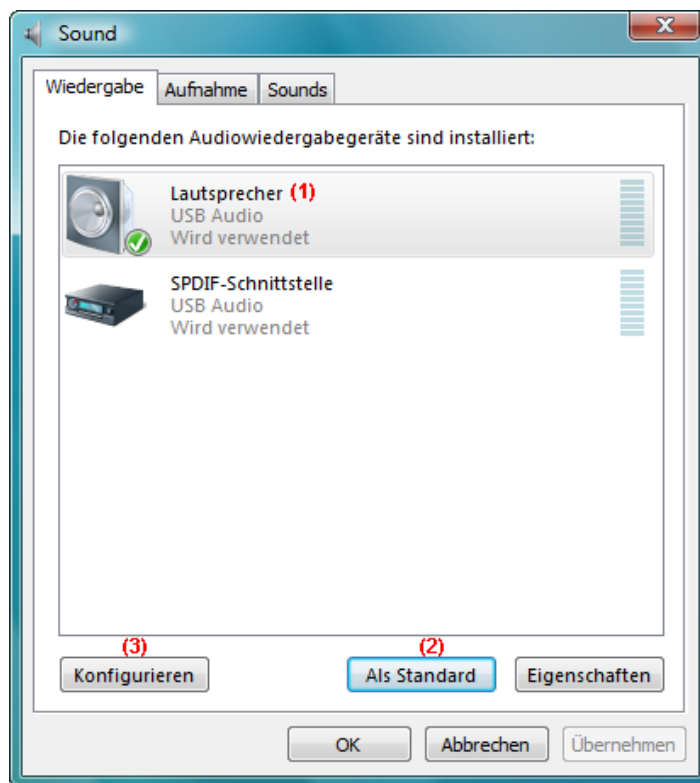 Sound
Wiedergabe Aufnahme Sounds
Die folgenden Audiowiedergabegeräte sind installiert:
Lautsprecher (1)
USB Audio
Wird verwendet
SPDIF-Schnittstelle
USB Audio
Wird verwendet
(3) (2)
Konfigurieren Als Standard Eigenschaften
OK Abbrechen Übernehmen